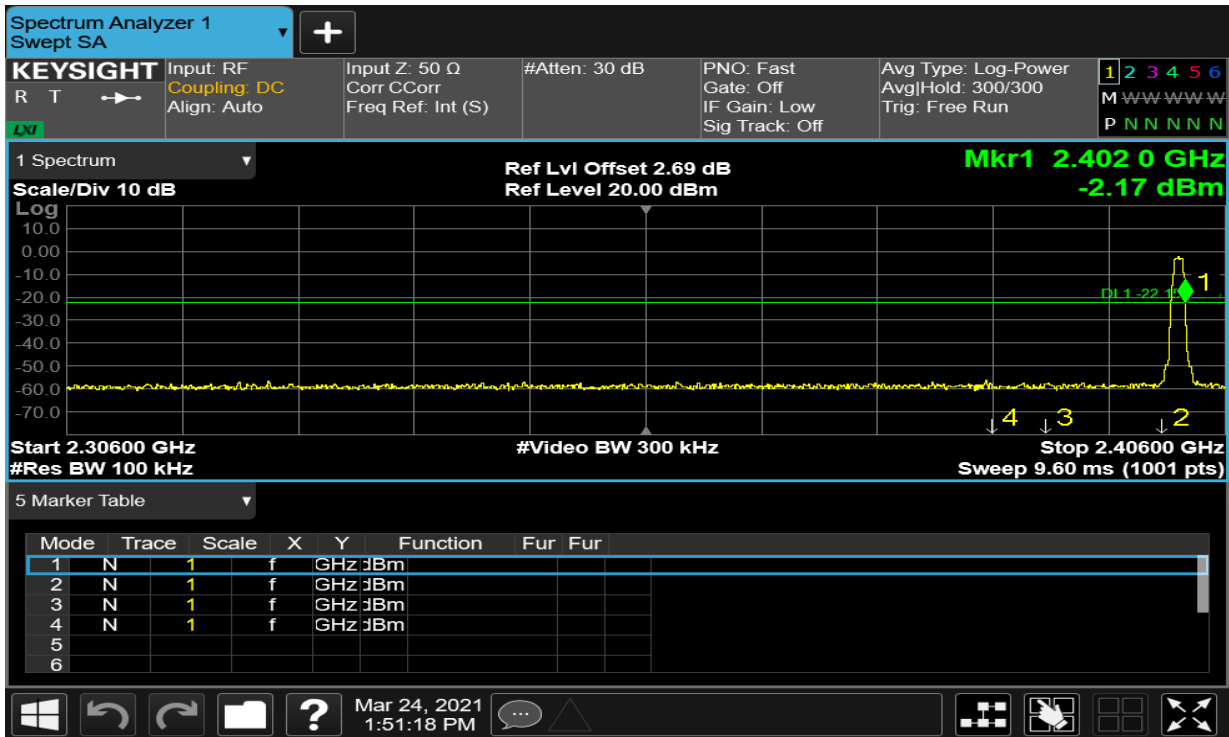 Spectrum Analyzer 1
Swept SA
KEYSIGHT
R T
LXI
Input: RF
Coupling: DC
Align: Auto
Input Z: 50 Ω
Corr CCorr
Freq Ref: Int (S)
#Atten: 30 dB
PNO: Fast
Gate: Off
IF Gain: Low
Sig Track: Off
Avg Type: Log-Power
Avg|Hold: 300/300
Trig: Free Run
1 2 3 4 5 6
M W W W W W
P N N N N N
1 Spectrum
Scale/Div 10 dB
Ref Lvl Offset 2.69 dB
Ref Level 20.00 dBm
Mkr1 2.402 0 GHz
-2.17 dBm
Log
10.0
0.00
-10.0
-20.0
-30.0
-40.0
-50.0
-60.0
-70.0
DL1 -22
1
4 3 2
Start 2.30600 GHz
#Res BW 100 kHz
#Video BW 300 kHz
Stop 2.40600 GHz
Sweep 9.60 ms (1001 pts)
5 Marker Table
Mode Trace Scale X Y Function Fur Fur
1 N 1 f GHz dBm
2 N 1 f GHz dBm
3 N 1 f GHz dBm
4 N 1 f GHz dBm
5
6
?
Mar 24, 2021
1:51:18 PM